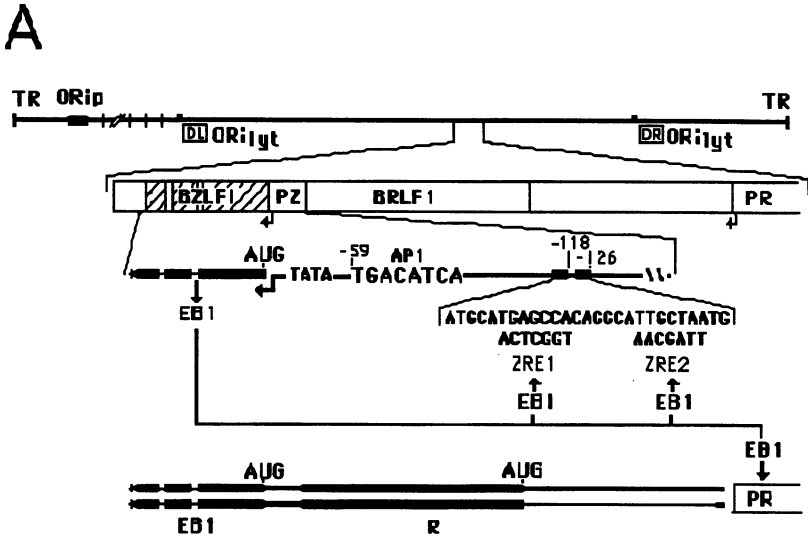 A
TR ORip TR
DL ORilyt DR ORilyt
BZLF1 PZ BRLF1 PR
AUG -59 AP1 -118
-126
TATA TGACATCA
EB1
ATGCATGAGCCACAGGCATTGCTAATG
ACTCGGT AACGATT
ZRE1 ZRE2
EB1 EB1
EB1
AUG AUG
PR
EB1 R